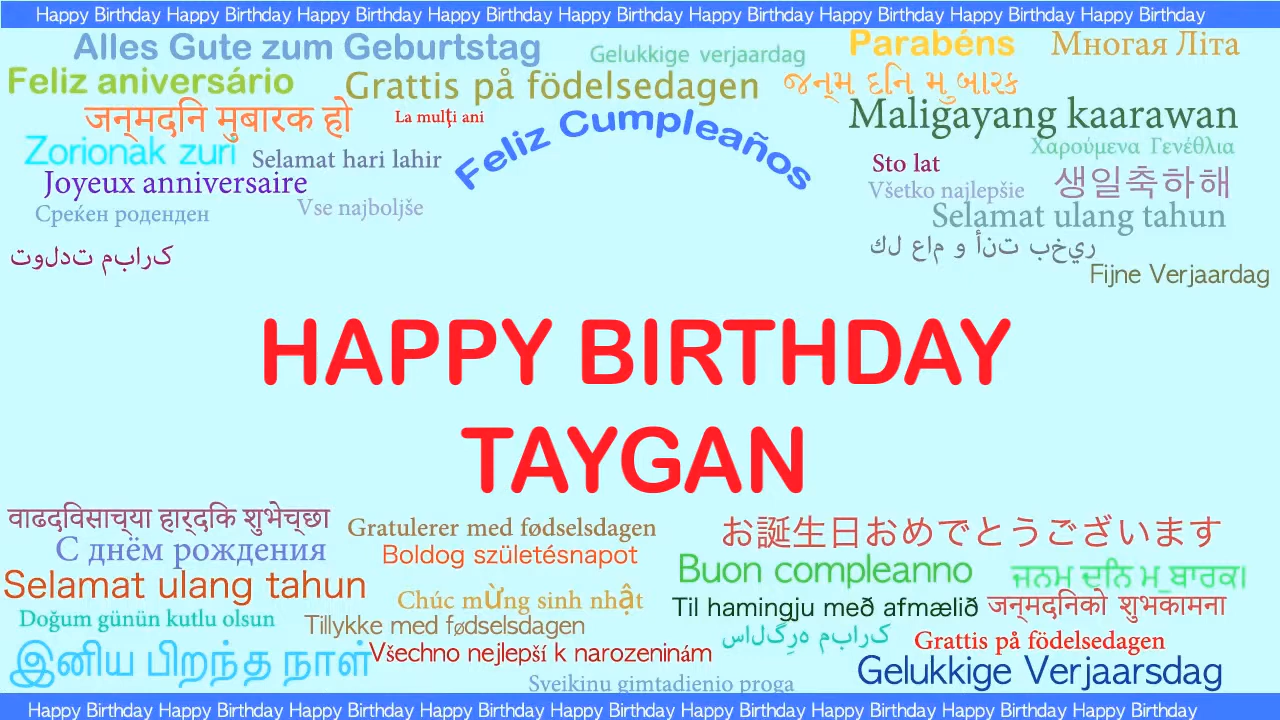 Happy Birthday Happy Birthday Happy Birthday Happy Birthday Happy Birthday Happy Birthday Happy Birthday Happy Birthday Happy Birthday
Alles Gute zum Geburtstag
Gelukkige verjaardag
Parabéns
Многая Літа
Feliz aniversário
Grattis på födelsedagen
જન્મ દિન મુબારક
जन्मदिन मुबारक हो
La mulţi ani
Feliz Cumpleaños
Maligayang kaarawan
Zorionak zuri
Selamat hari lahir
Χαρούμενα Γενέθλια
Sto lat
Joyeux anniversaire
Všetko najlepšie
생일축하해
Среќен роденден
Vse najboljše
Selamat ulang tahun
تولدت مبارک
كل عام و أنت بخير
Fijne Verjaardag
HAPPY BIRTHDAY
TAYGAN
वाढदिवसाच्या हार्दिक शुभेच्छा
Gratulerer med fødselsdagen
お誕生日おめでとうございます
С днём рождения
Boldog születésnapot
Buon compleanno
ਜਨਮ ਦਿਨ ਮੁਬਾਰਕ।
Selamat ulang tahun
Chúc mừng sinh nhật
Til hamingju með afmælið
जन्मदिनको शुभकामना
Doğum günün kutlu olsun
Tillykke med fødselsdagen
سالگرہ مبارک
Grattis på födelsedagen
இனிய பிறந்த நாள்
Všechno nejlepší k narozeninám
Gelukkige Verjaarsdag
Sveikinu gimtadienio proga
Happy Birthday Happy Birthday Happy Birthday Happy Birthday Happy Birthday Happy Birthday Happy Birthday Happy Birthday Happy Birthday